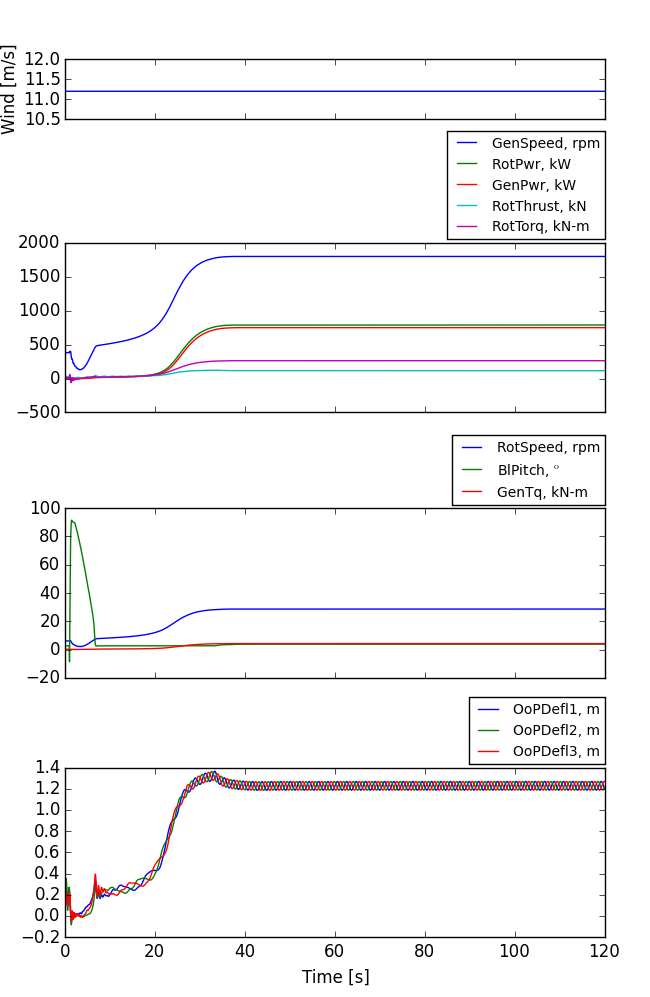 Wind [m/s]
12.0
11.5
11.0
10.5
GenSpeed, rpm
RotPwr, kW
GenPwr, kW
RotThrust, kN
RotTorq, kN-m
2000
1500
1000
500
0
−500
RotSpeed, rpm
BlPitch, °
GenTq, kN-m
100
80
60
40
20
0
−20
OoPDefl1, m
OoPDefl2, m
OoPDefl3, m
1.4
1.2
1.0
0.8
0.6
0.4
0.2
0.0
−0.2
0 20 40 60 80 100 120
Time [s]